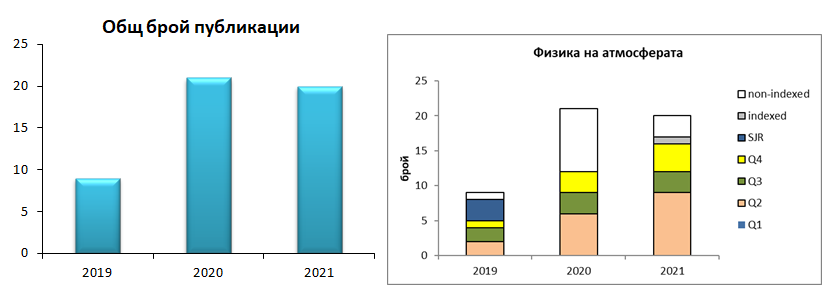 Общ брой публикации
25
20
15
10
5
0
2019 2020 2021
Физика на атмосферата
25
20
15
10
5
0
брой
2019 2020 2021
non-indexed
indexed
SJR
Q4
Q3
Q2
Q1